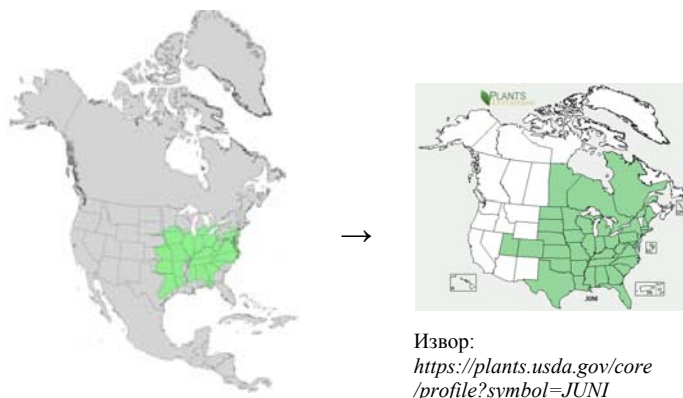 PLANTS
→
JUNI
Извор:
https://plants.usda.gov/core
/profile?symbol=JUNI